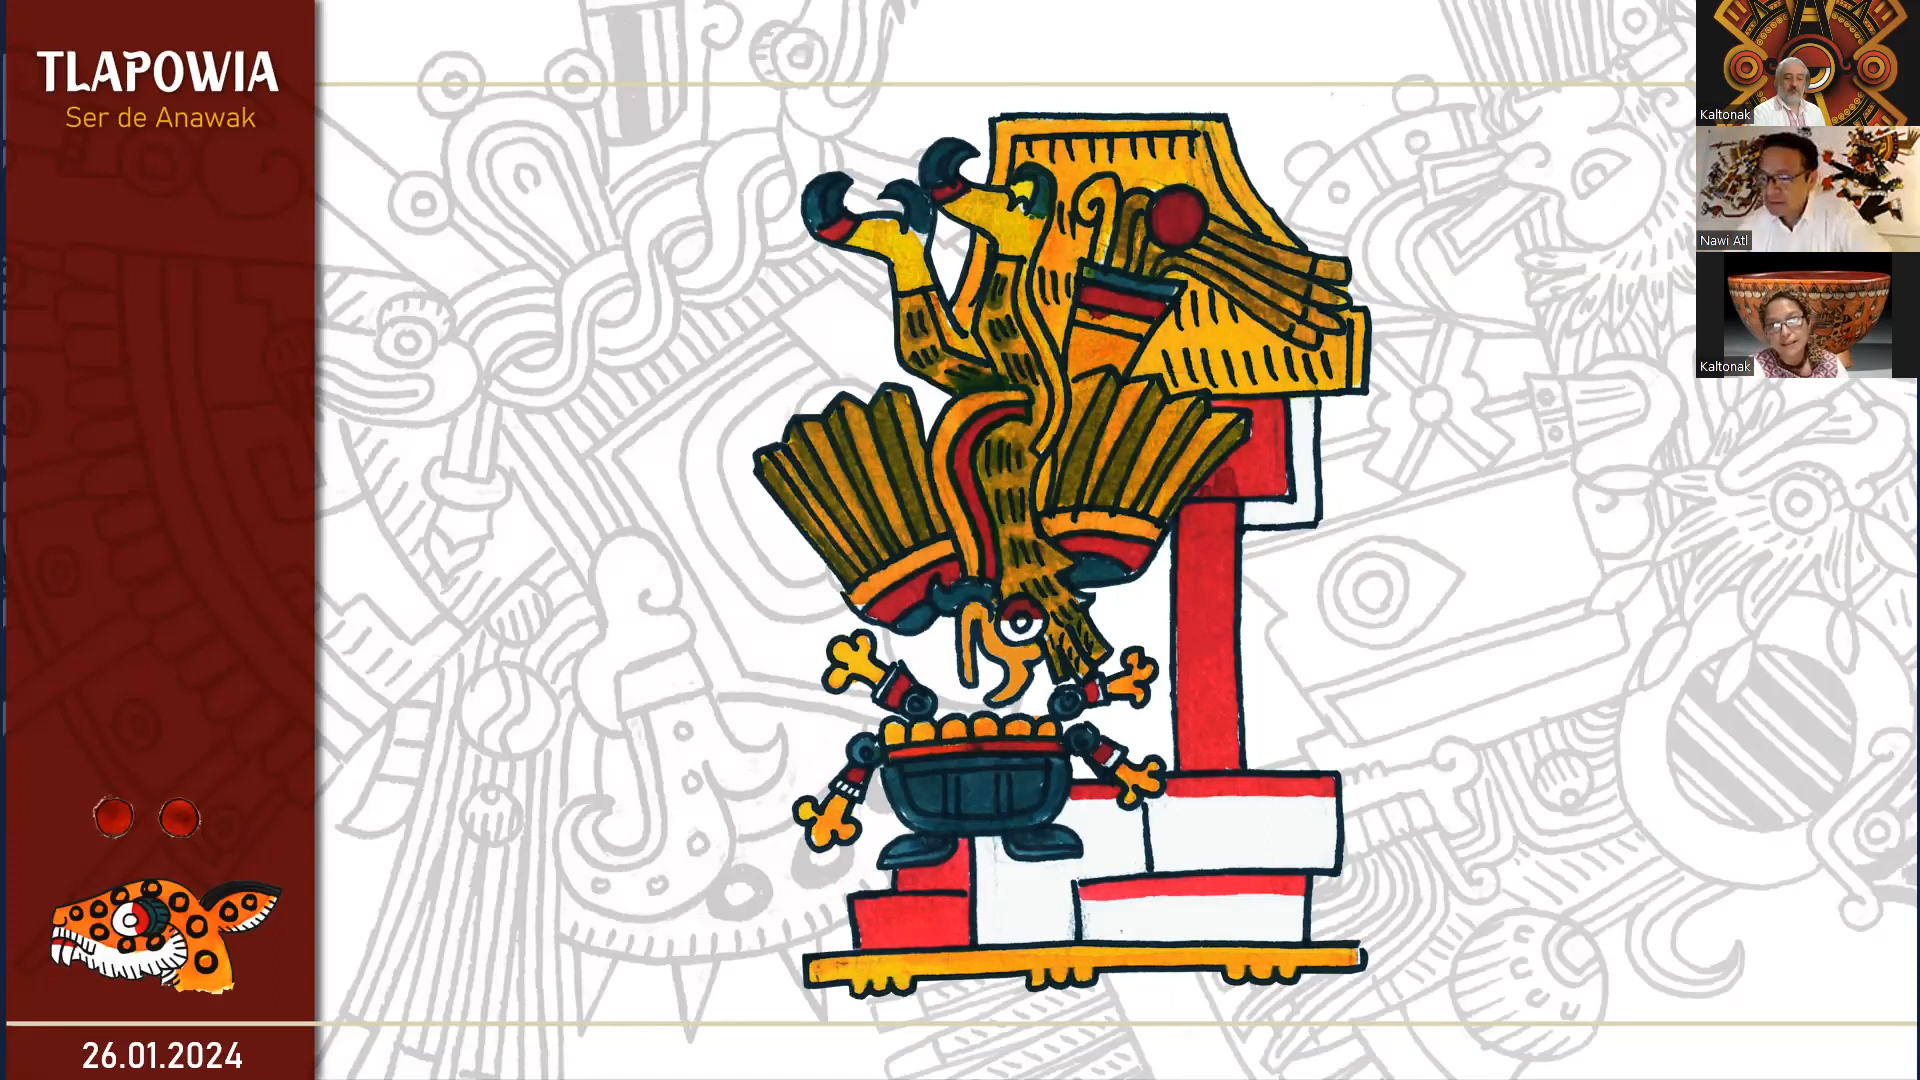 TLAPOWIA
Ser de Anawak
26.01.2024
Kaltonak
Nawi Atl
Kaltonak